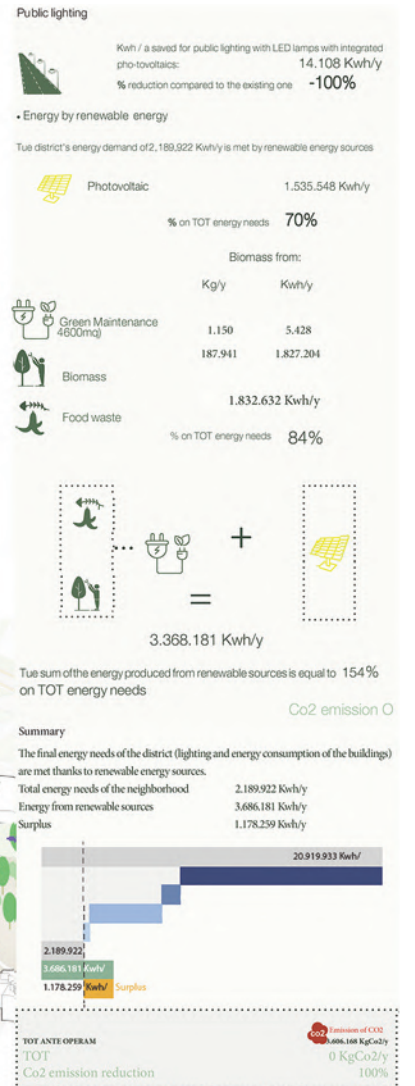 Public lighting
Kwh / a saved for public lighting with LED lamps with integrated
pho-tovoltaics: 14.108 Kwh/y
% reduction compared to the existing one -100%
• Energy by renewable energy
Tue district's energy demand of2,189,922 Kwh/y is met by renewable energy sources
Photovoltaic 1.535.548 Kwh/y
% on TOT energy needs 70%
Biomass from:
Kg/y Kwh/y
Green Maintenance
4600mq) 1.150 5.428
187.941 1.827.204
Biomass
1.832.632 Kwh/y
Food waste
% on TOT energy needs 84%
+
=
3.368.181 Kwh/y
Tue sum of the energy produced from renewable sources is equal to 154%
on TOT energy needs
Co2 emission O
Summary
The final energy needs of the district (lighting and energy consumption of the buildings)
are met thanks to renewable energy sources.
Total energy needs of the neighborhood 2.189.922 Kwh/y
Energy from renewable sources 3.686.181 Kwh/y
Surplus 1.178.259 Kwh/y
20.919.933 Kwh/
2.189.922
3.686.181 Kwh/
1.178.259 Kwh/ Surplus
co2 Emission of CO2
TOT ANTE OPERAM .606.168 KgCo2/y
TOT 0 KgCo2/y
Co2 emission reduction 100%